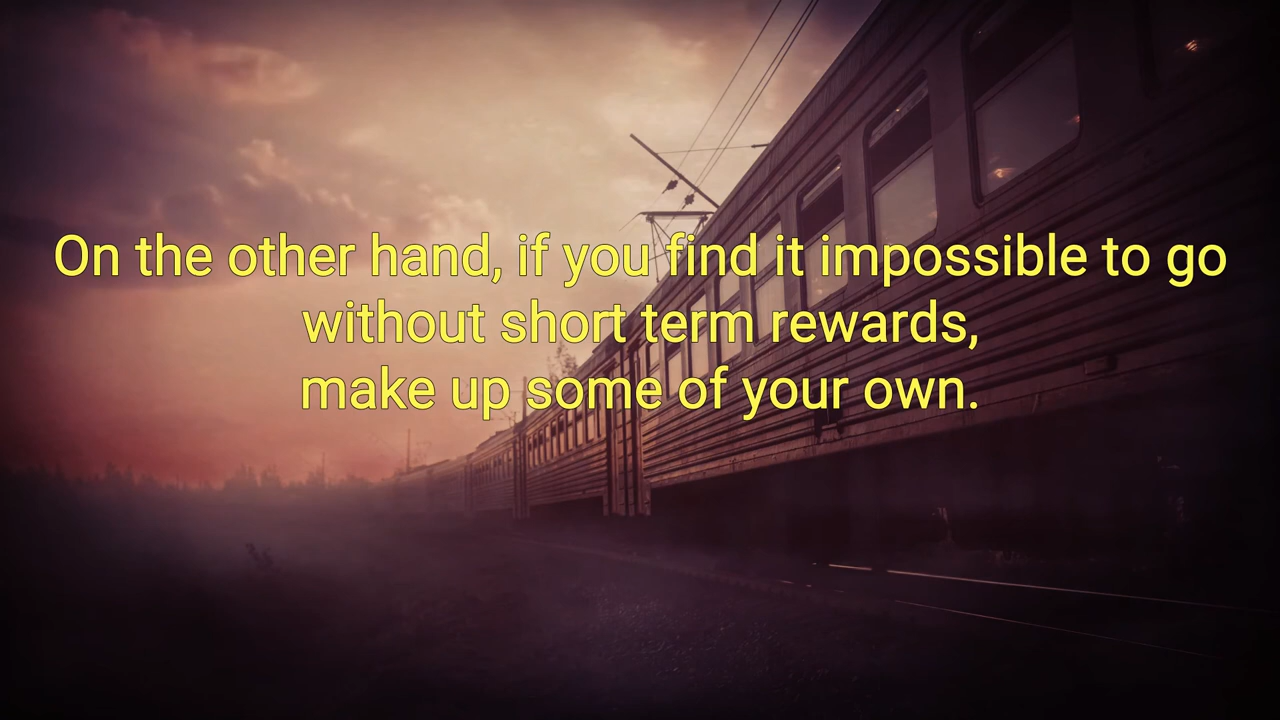 On the other hand, if you find it impossible to go
without short term rewards,
make up some of your own.